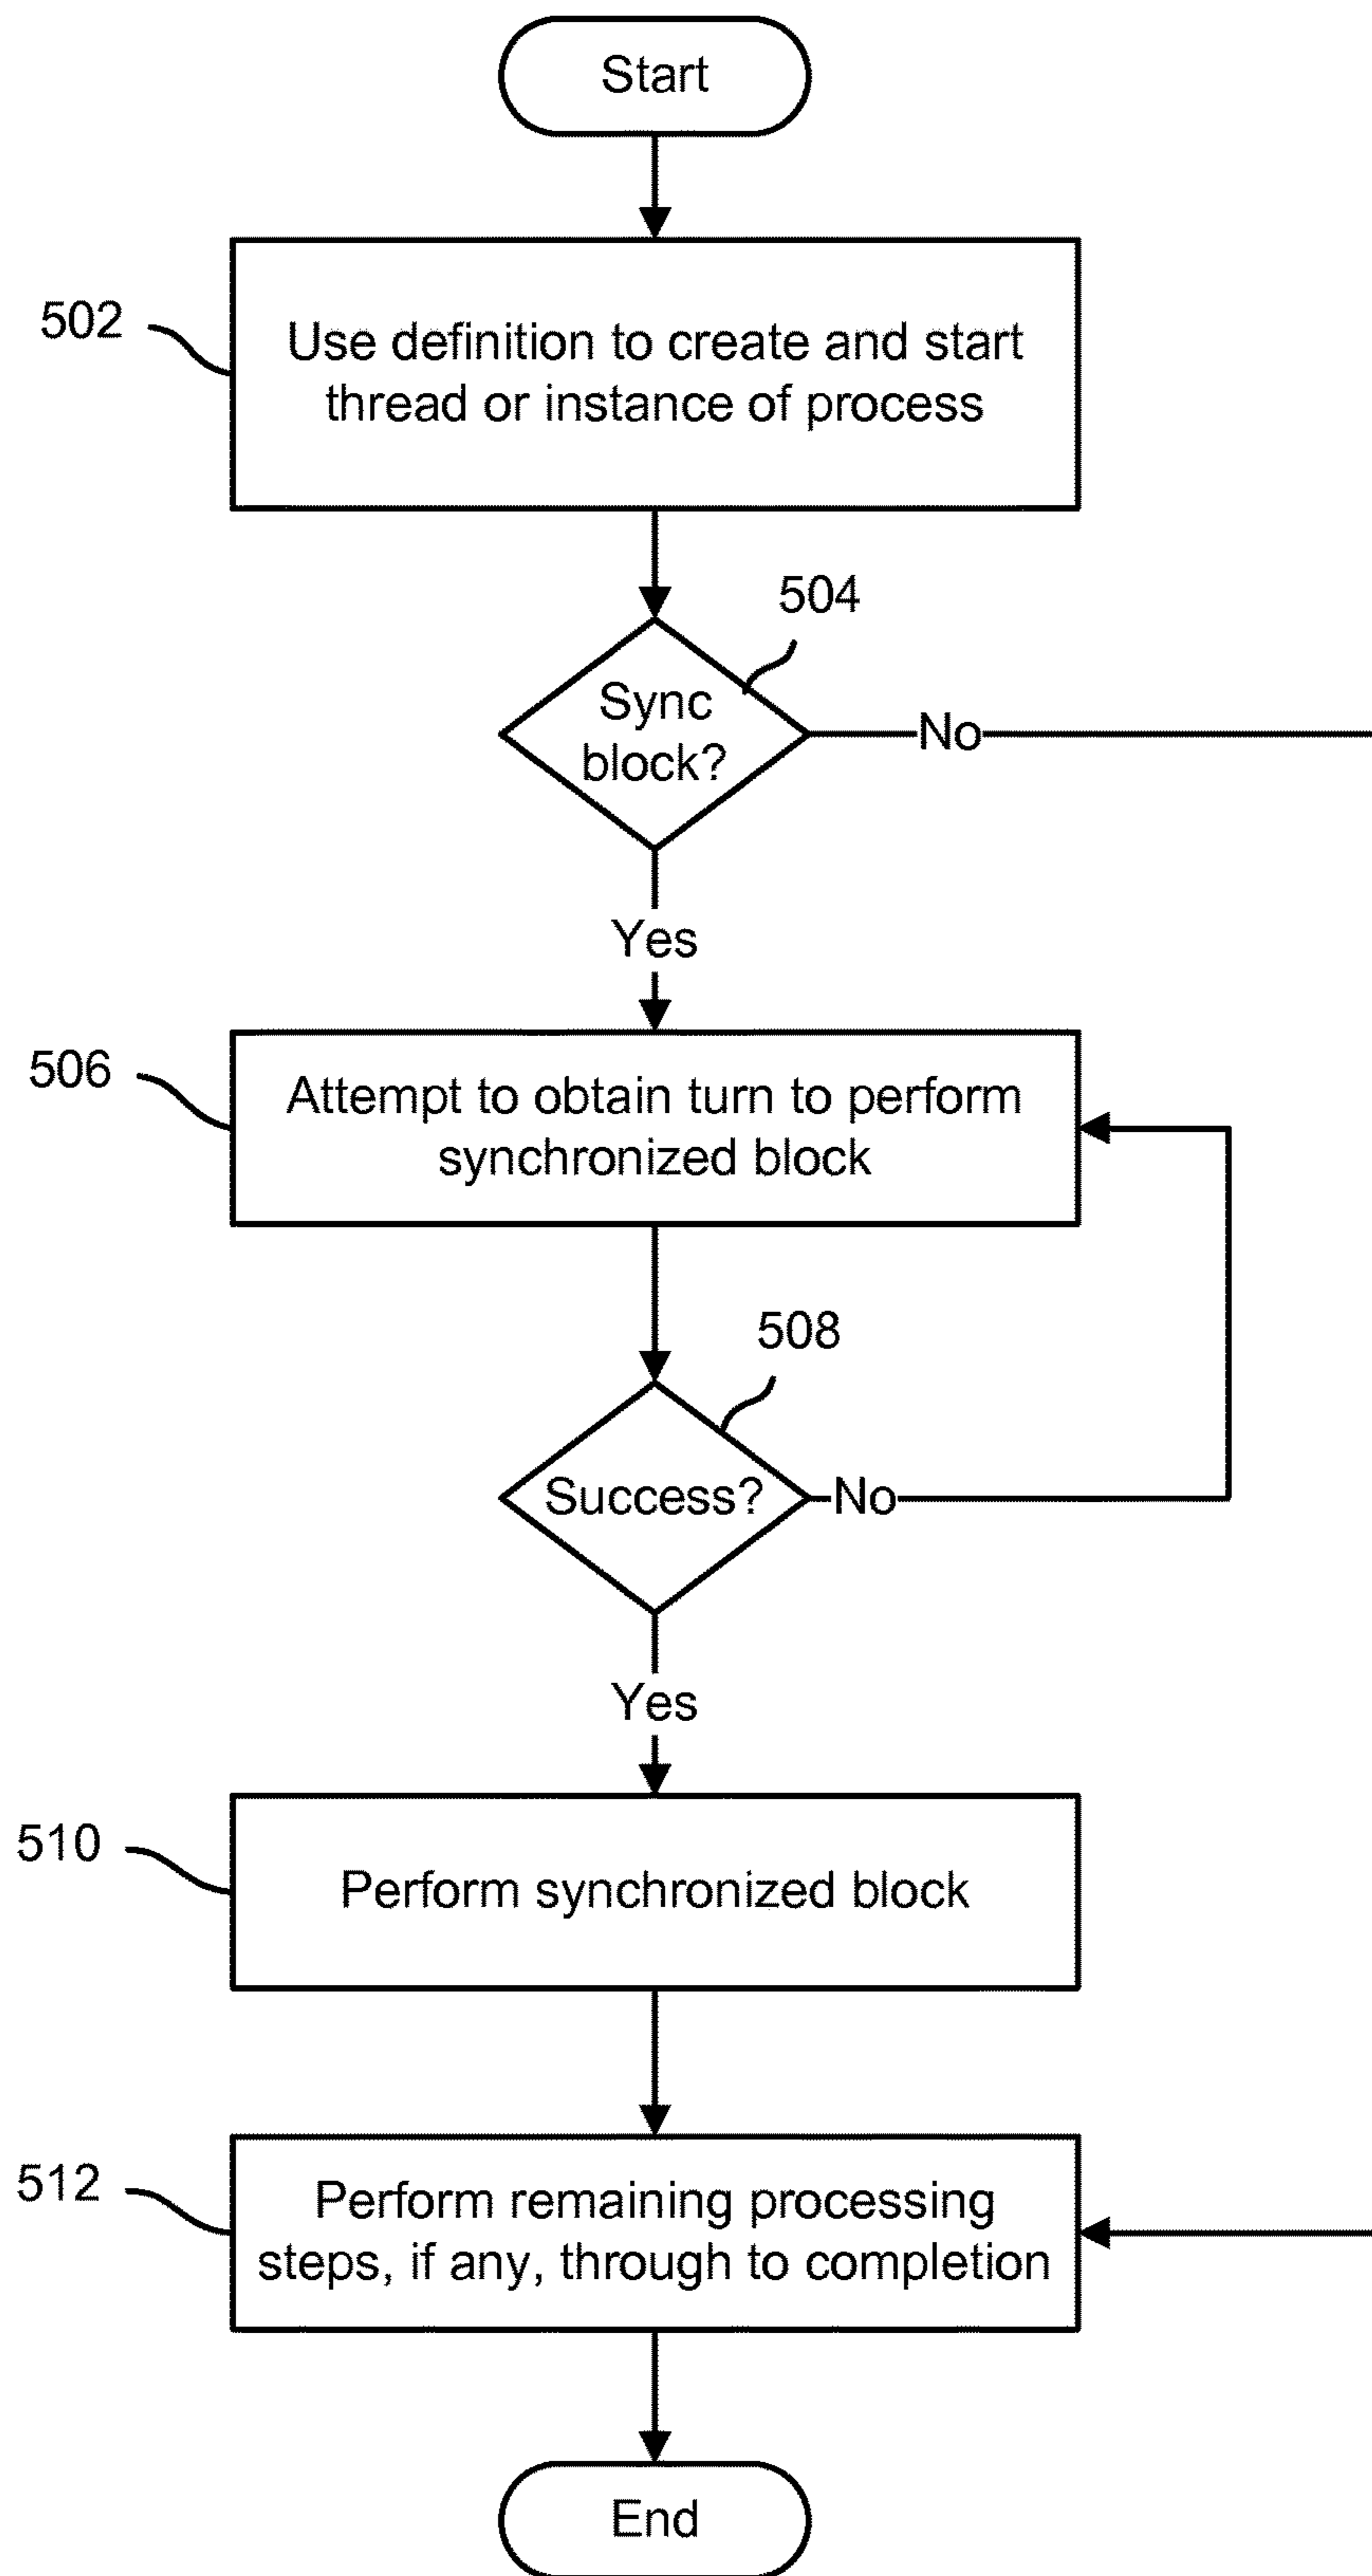 Start
502
Use definition to create and start
thread or instance of process
504
Sync
block?
No
Yes
506
Attempt to obtain turn to perform
synchronized block
508
Success?
No
Yes
510
Perform synchronized block
512
Perform remaining processing
steps, if any, through to completion
End